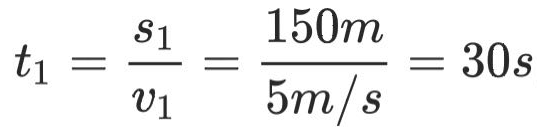 t₁ = s₁/v₁ = 150m/5m/s = 30s